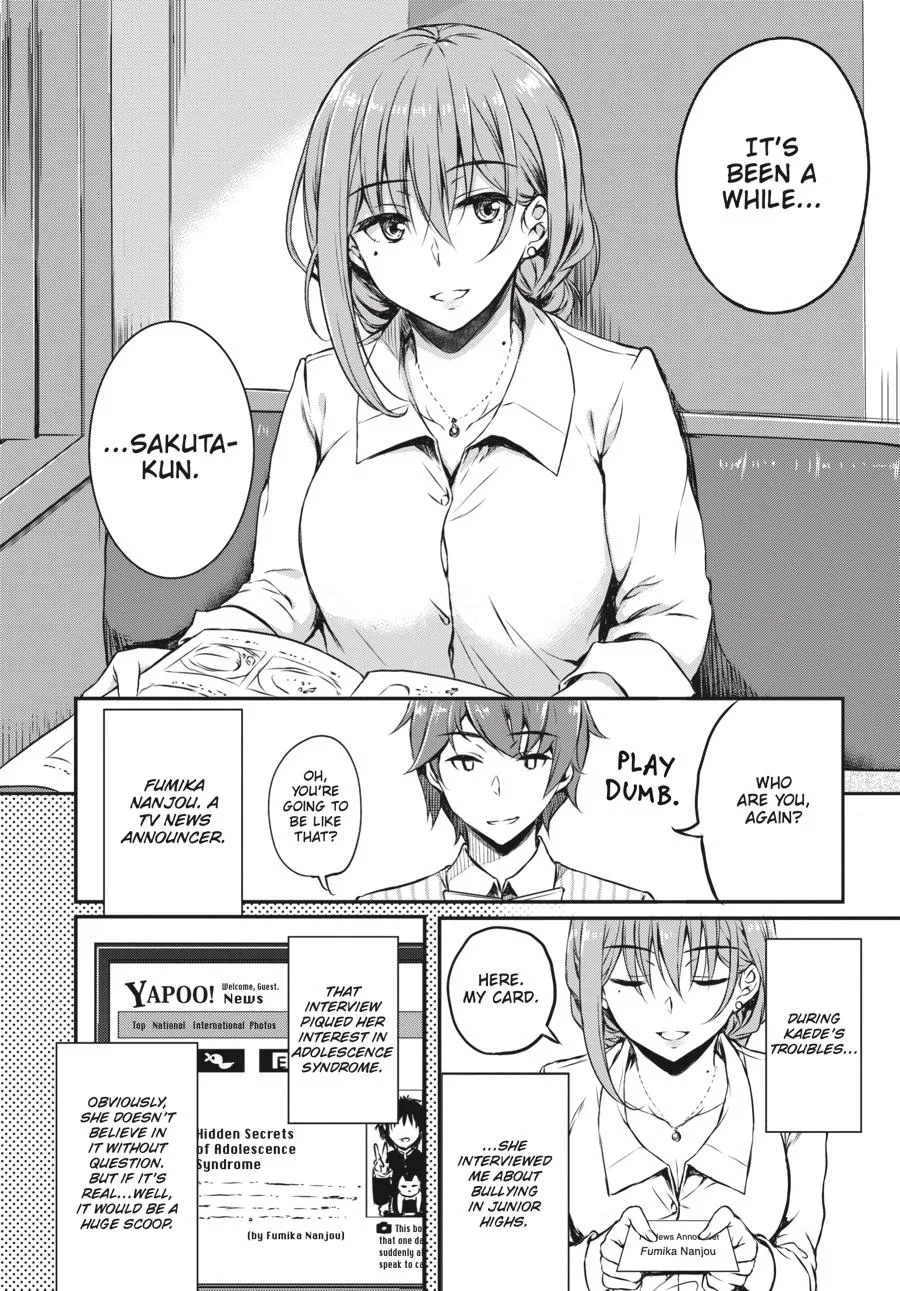 IT'S
BEEN A
WHILE...
...SAKUTA-
KUN.
WHO
ARE YOU,
AGAIN?
PLAY
DUMB.
OH,
YOU'RE
GOING TO
BE LIKE
THAT?
FUMIKA
NANJOU. A
TV NEWS
ANNOUNCER.
DURING
KAEDE'S
TROUBLES...
HERE.
MY CARD.
...SHE
INTERVIEWED
ME ABOUT
BULLYING
IN JUNIOR
HIGHS.
News Anno
Fumika Nanjou
THAT
INTERVIEW
PIQUED HER
INTEREST IN
ADOLESCENCE
SYNDROME.
YAPOO! Welcome, Guest.
News
Top National International Photos
Hidden Secrets
of Adolescence
Syndrome
(by Fumika Nanjou)
This bo
that one de
suddenly a
speak to ca
OBVIOUSLY,
SHE DOESN'T
BELIEVE IN
IT WITHOUT
QUESTION.
BUT IF IT'S
REAL...WELL,
IT WOULD BE A
HUGE SCOOP.